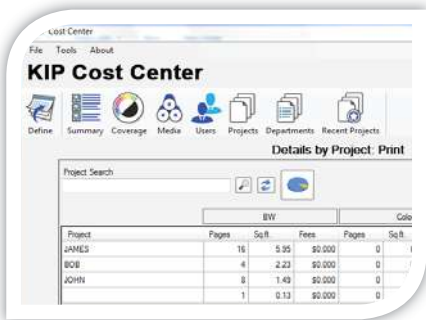 Cost Center
File Tools About
KIP Cost Center
Define Summary Coverage Media Users Projects Departments Recent Projects
Details by Project: Print
Project Search
BW Colo
Project Pages Sq.ft. Fees Pages Sq.ft.
JAMES 16 5.95 $0.000 0
BOB 4 2.23 $0.000 0
JOHN 8 1.49 $0.000 0
1 0.13 $0.000 0